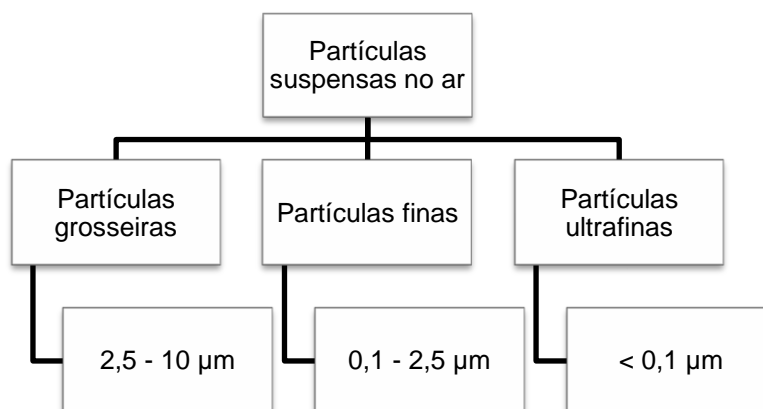 Partículas
suspensas no ar
Partículas
grosseiras
Partículas finas
Partículas
ultrafinas
2,5 - 10 µm
0,1 - 2,5 µm
< 0,1 µm